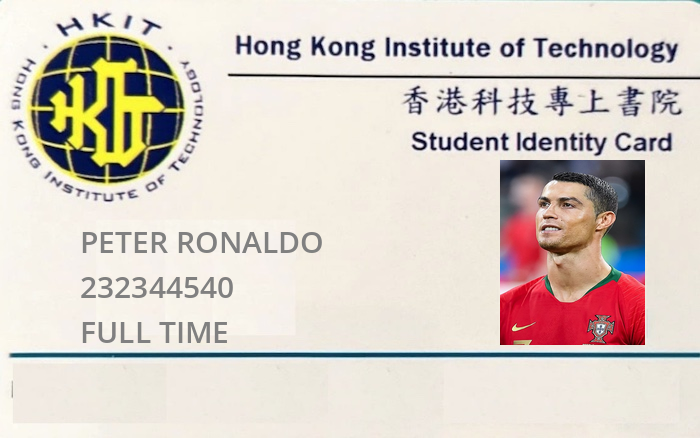 HKIT
HONG KONG INSTITUTE OF TECHNOLOGY
HKIT
Hong Kong Institute of Technology
香港科技專上書院
Student Identity Card
PETER RONALDO
232344540
FULL TIME